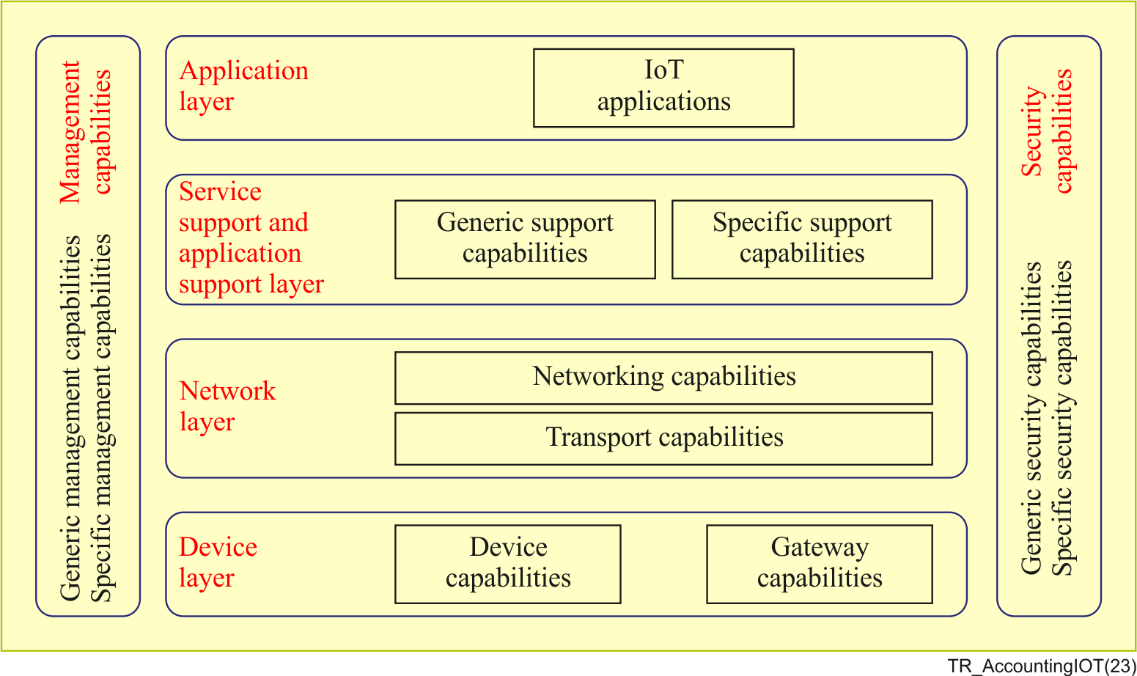 Management
capabilities
Generic management capabilities
Specific management capabilities
Application
layer
IoT
applications
Service
support and
application
support layer
Generic support
capabilities
Specific support
capabilities
Network
layer
Networking capabilities
Transport capabilities
Device
layer
Device
capabilities
Gateway
capabilities
Security
capabilities
Generic security capabilities
Specific security capabilities
TR_AccountingIOT(23)